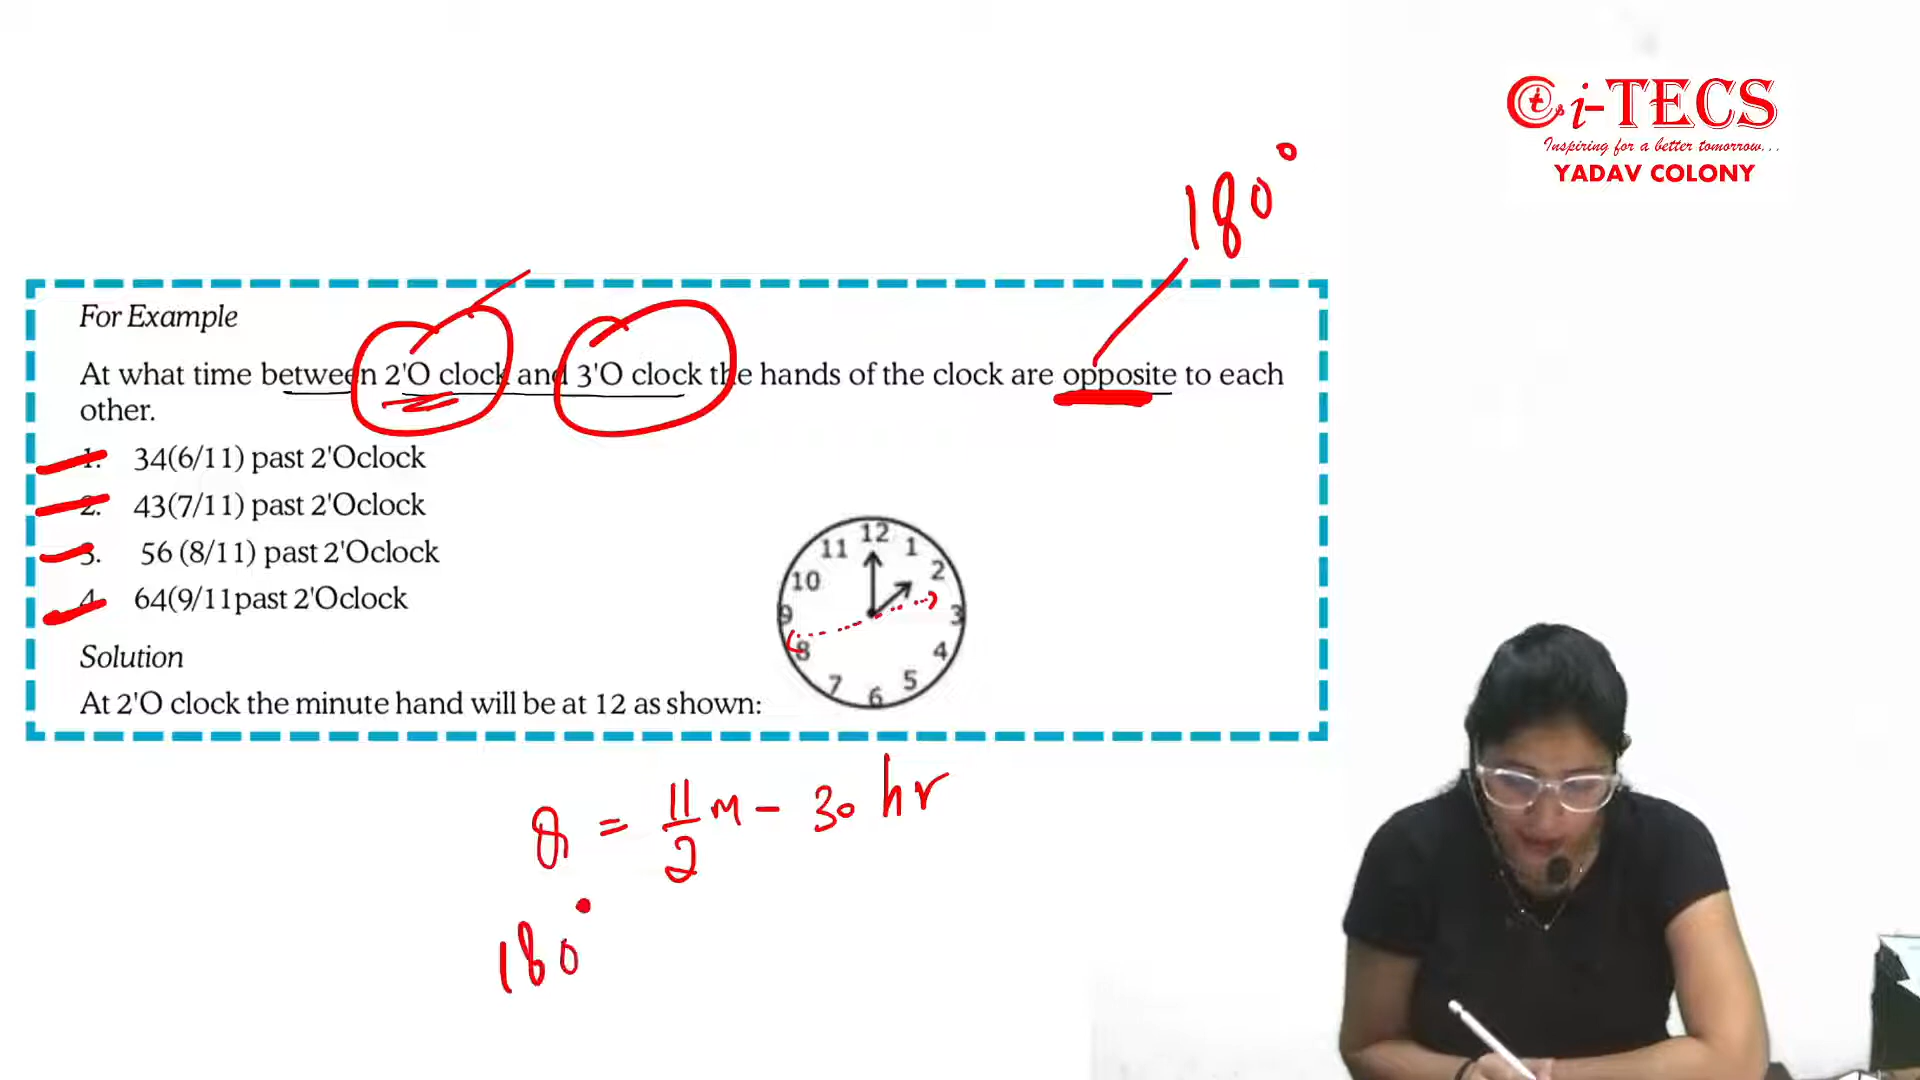 i-TECS
Inspiring for a better tomorrow...
YADAV COLONY
180°
For Example
At what time between 2'O clock and 3'O clock the hands of the clock are opposite to each
other.
1. 34(6/11) past 2'Oclock
2. 43(7/11) past 2'Oclock
3. 56 (8/11) past 2'Oclock
4. 64(9/11past 2'Oclock
12
11 1
10 2
9 3
8 4
7 5
6
Solution
At 2'O clock the minute hand will be at 12 as shown:
θ = 11/2 m - 30 hr
180°